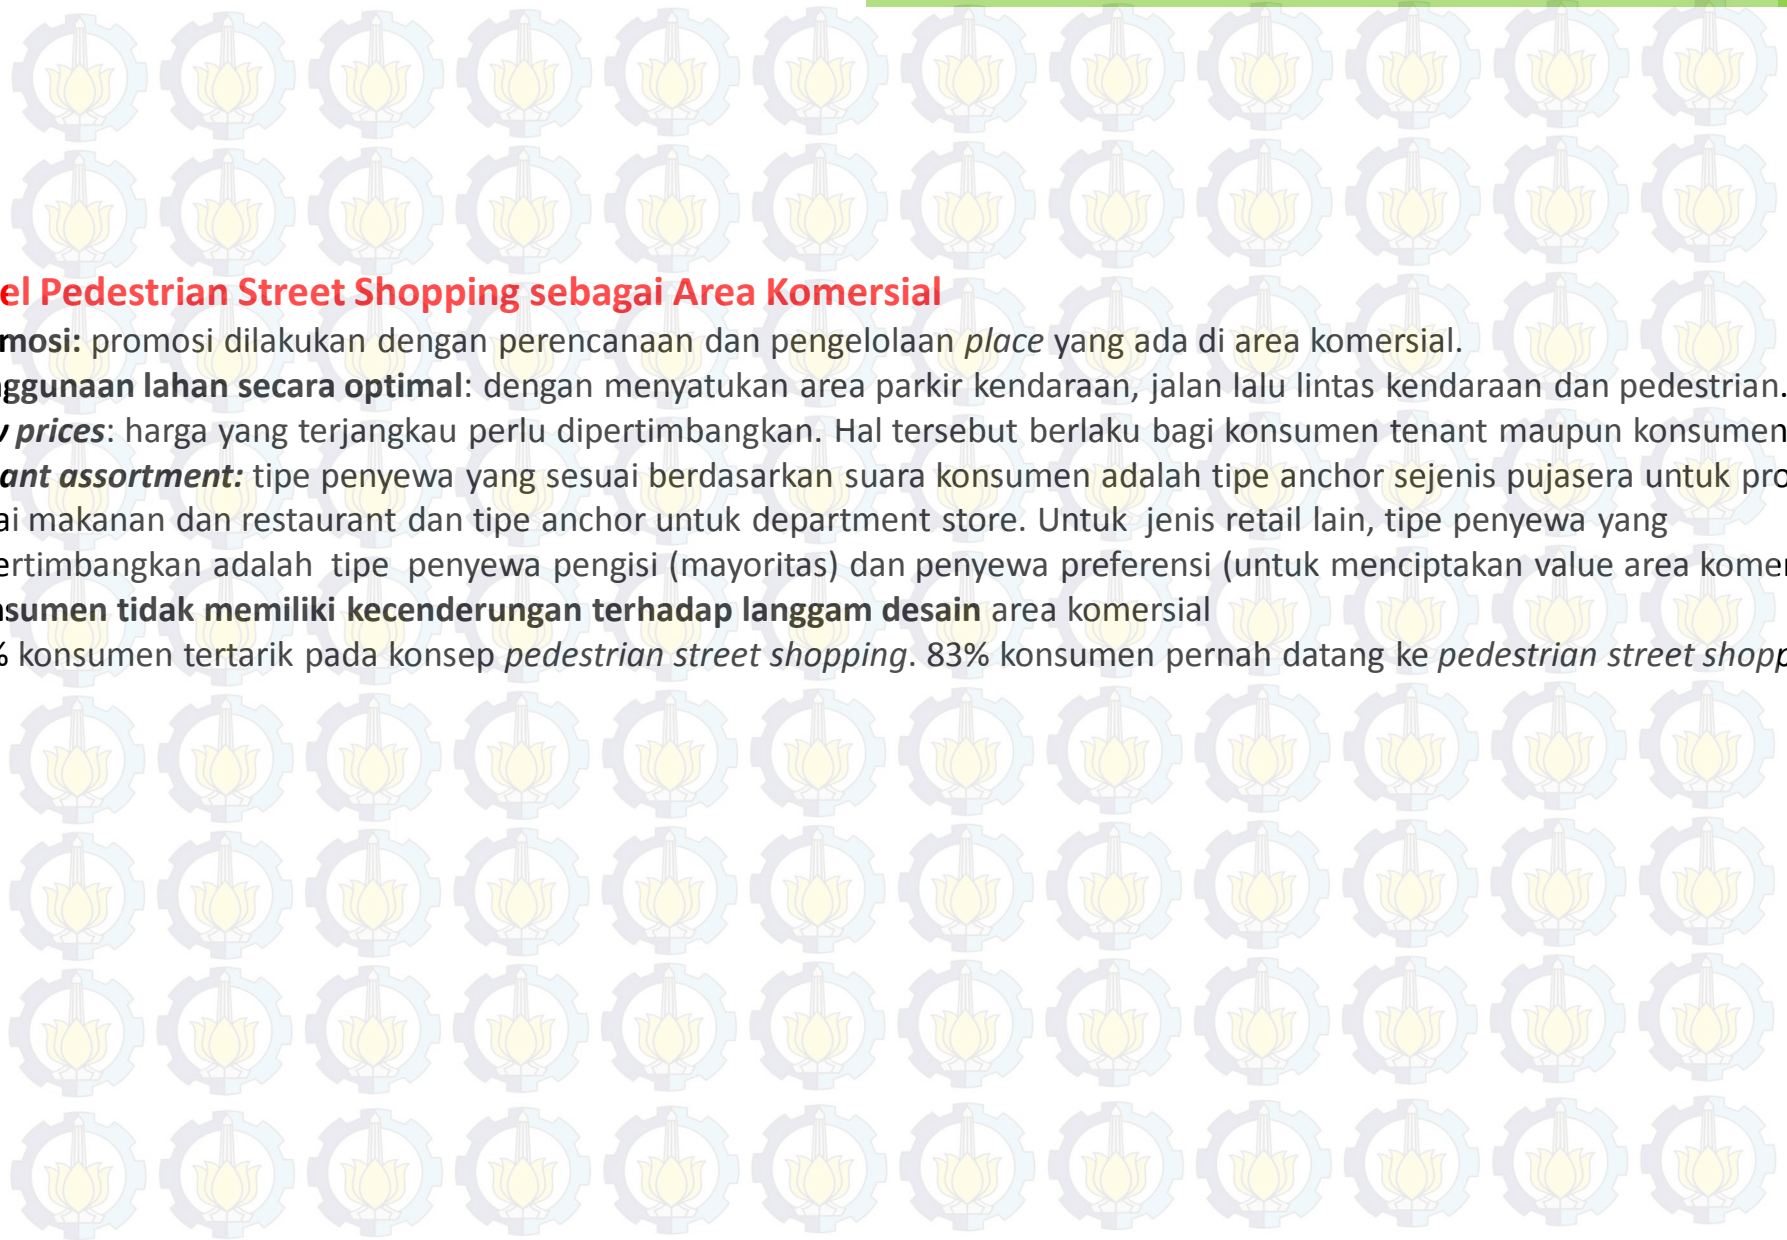 el Pedestrian Street Shopping sebagai Area Komersial
mosi: promosi dilakukan dengan perencanaan dan pengelolaan place yang ada di area komersial.
ggunaan lahan secara optimal: dengan menyatukan area parkir kendaraan, jalan lalu lintas kendaraan dan pedestrian.
prices: harga yang terjangkau perlu dipertimbangkan. Hal tersebut berlaku bagi konsumen tenant maupun konsumen
ant assortment: tipe penyewa yang sesuai berdasarkan suara konsumen adalah tipe anchor sejenis pujasera untuk pro
ai makanan dan restaurant dan tipe anchor untuk department store. Untuk jenis retail lain, tipe penyewa yang
ertimbangkan adalah tipe penyewa pengisi (mayoritas) dan penyewa preferensi (untuk menciptakan value area komer
sumen tidak memiliki kecenderungan terhadap langgam desain area komersial
% konsumen tertarik pada konsep pedestrian street shopping. 83% konsumen pernah datang ke pedestrian street shopp